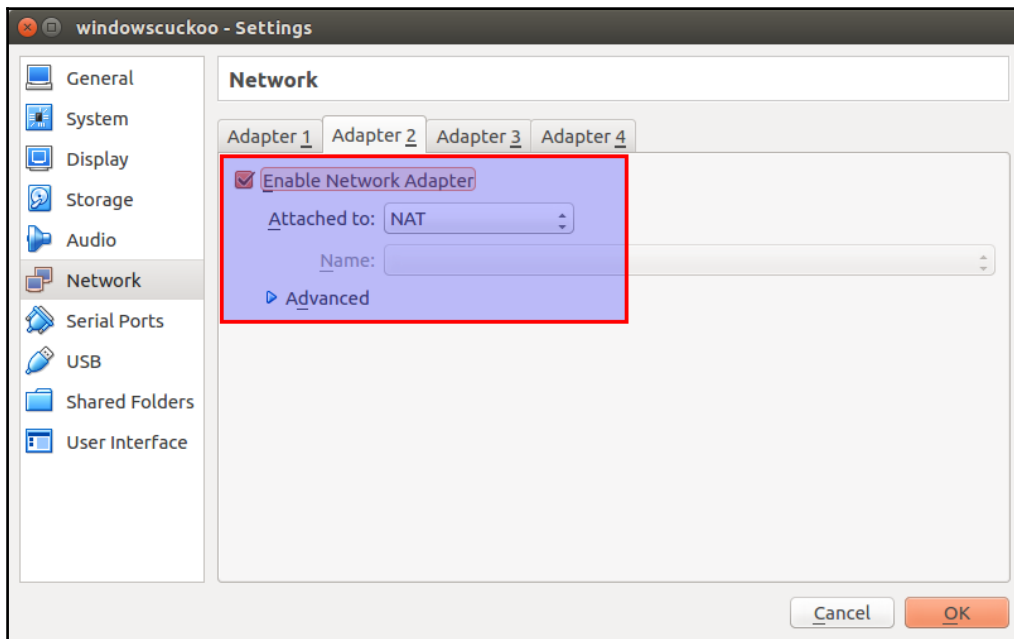 windowscuckoo - Settings
General
System
Display
Storage
Audio
Network
Serial Ports
USB
Shared Folders
User Interface
Network
Adapter 1 Adapter 2 Adapter 3 Adapter 4
Enable Network Adapter
Attached to: NAT
Name:
Advanced
Cancel OK